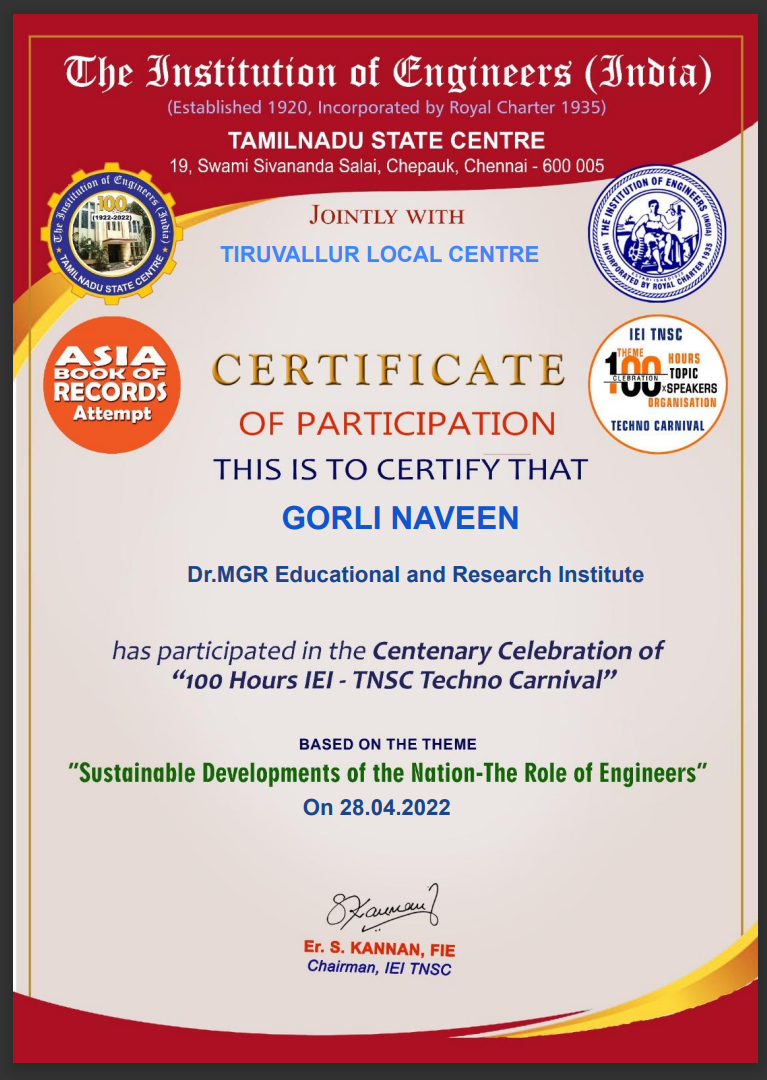 The Institution of Engineers (India)
(Established 1920, Incorporated by Royal Charter 1935)
TAMILNADU STATE CENTRE
19, Swami Sivananda Salai, Chepauk, Chennai - 600 005
The Institution of Engineers (India)
100
(1922-2022)
TAMILNADU STATE CENTRE
JOINTLY WITH
TIRUVALLUR LOCAL CENTRE
THE INSTITUTION OF ENGINEERS (INDIA)
ESTABLISHED 1920
INCORPORATED BY ROYAL CHARTER 1935
ASIA
BOOK OF
RECORDS
Attempt
IEI TNSC
THEME
100 HOURS
TOPIC
CLEBRATION
XSPEAKERS
ORGANISATION
TECHNO CARNIVAL
CERTIFICATE
OF PARTICIPATION
THIS IS TO CERTIFY THAT
GORLI NAVEEN
Dr.MGR Educational and Research Institute
has participated in the Centenary Celebration of
“100 Hours IEI - TNSC Techno Carnival”
BASED ON THE THEME
”Sustainable Developments of the Nation-The Role of Engineers”
On 28.04.2022
SKannan
Er. S. KANNAN, FIE
Chairman, IEI TNSC